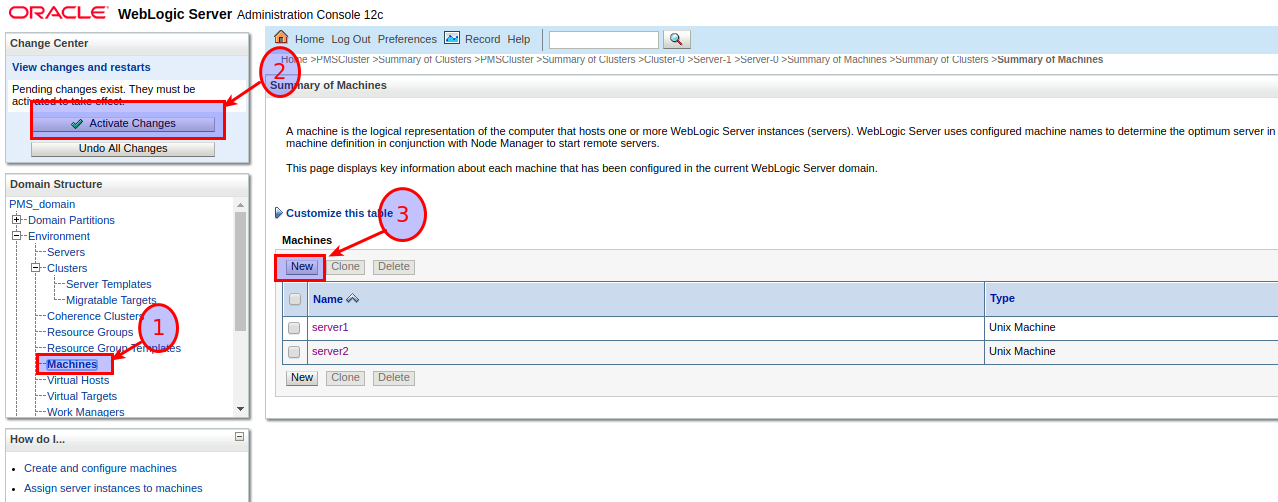 ORACLE WebLogic Server Administration Console 12c
Change Center
View changes and restarts
Pending changes exist. They must be
activated to take effect.
Activate Changes
Undo All Changes
Domain Structure
PMS_domain
Domain Partitions
Environment
Servers
Clusters
Server Templates
Migratable Targets
Coherence Clusters
Resource Groups
Resource Group Templates
Machines
Virtual Hosts
Virtual Targets
Work Managers
How do I...
Create and configure machines
Assign server instances to machines
1
2
Home Log Out Preferences Record Help
Home >PMSCluster >Summary of Clusters >PMSCluster >Summary of Clusters >Cluster-0 >Server-1 >Server-0 >Summary of Machines >Summary of Clusters >Summary of Machines
Summary of Machines
A machine is the logical representation of the computer that hosts one or more WebLogic Server instances (servers). WebLogic Server uses configured machine names to determine the optimum server in
machine definition in conjunction with Node Manager to start remote servers.
This page displays key information about each machine that has been configured in the current WebLogic Server domain.
Customize this table
3
Machines
New Clone Delete
Name Type
server1 Unix Machine
server2 Unix Machine
New Clone Delete